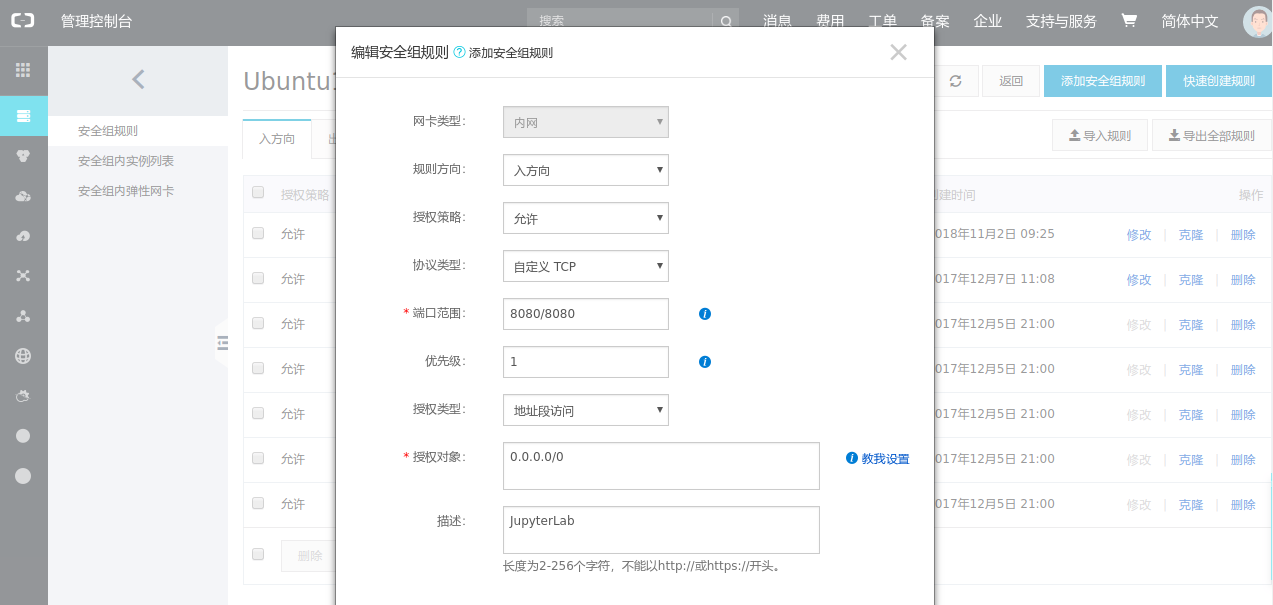 管理控制台
搜索
消息 费用 工单 备案 企业 支持与服务 简体中文
编辑安全组规则 添加安全组规则
Ubuntu
返回 添加安全组规则 快速创建规则
安全组规则
安全组内实例列表
安全组内弹性网卡
入方向
导入规则 导出全部规则
授权策略 建时间 操作
允许 018年11月2日 09:25 修改 克隆 删除
允许 017年12月7日 11:08 修改 克隆 删除
允许 017年12月5日 21:00 修改 克隆 删除
允许 017年12月5日 21:00 修改 克隆 删除
允许 017年12月5日 21:00 修改 克隆 删除
允许 017年12月5日 21:00 修改 克隆 删除
允许 017年12月5日 21:00 修改 克隆 删除
删除
网卡类型： 内网
规则方向： 入方向
授权策略： 允许
协议类型： 自定义 TCP
* 端口范围： 8080/8080
优先级： 1
授权类型： 地址段访问
* 授权对象： 0.0.0.0/0 教我设置
描述： JupyterLab
长度为2-256个字符，不能以http://或https://开头。